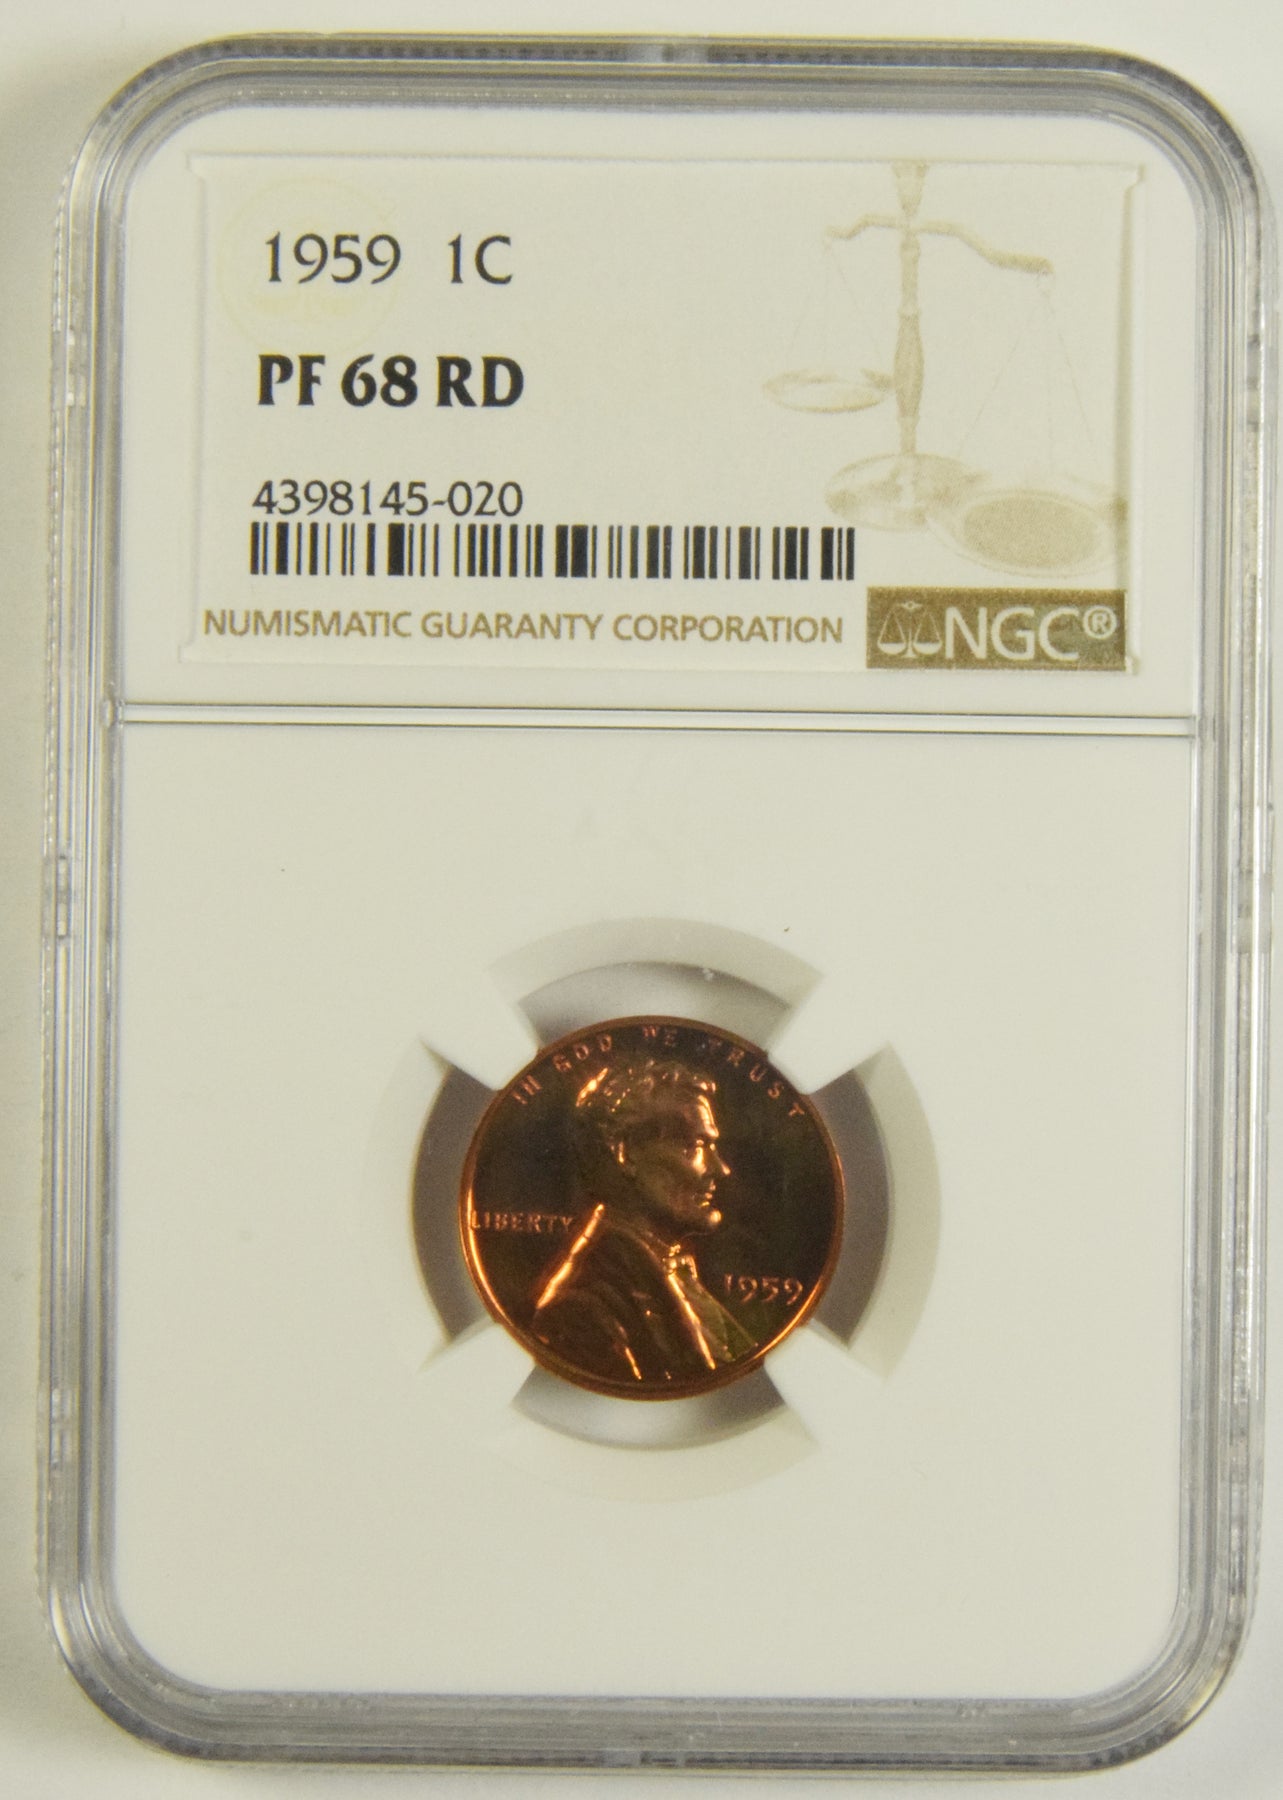 1959 1C
PF 68 RD
4398145-020
NUMISMATIC GUARANTY CORPORATION
NGC®
IN GOD WE TRUST
LIBERTY
1959